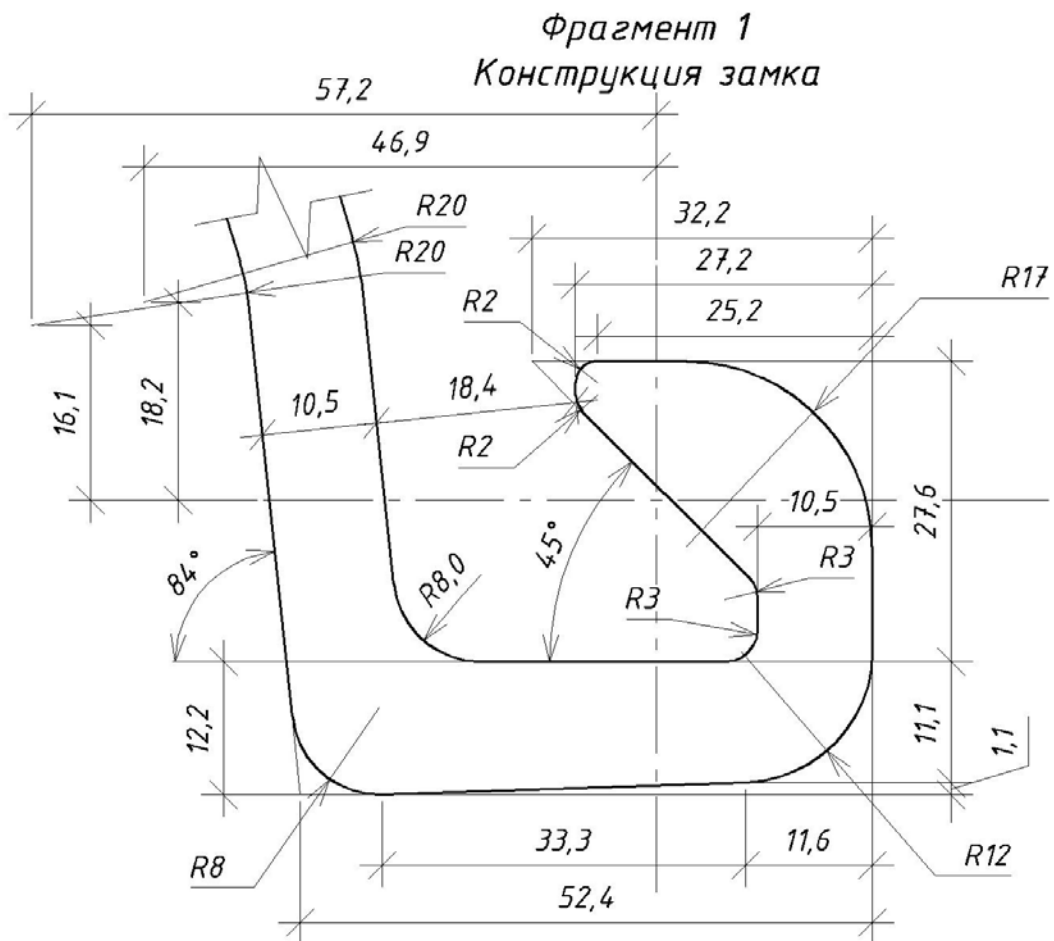 Фрагмент 1
Конструкция замка
57,2
46,9
R20
32,2
R20
27,2
R17
R2
25,2
16,1
18,2
10,5
18,4
R2
27,6
10,5
84°
45°
R8,0
R3
R3
12,2
11,1
1,1
33,3
11,6
R8
R12
52,4